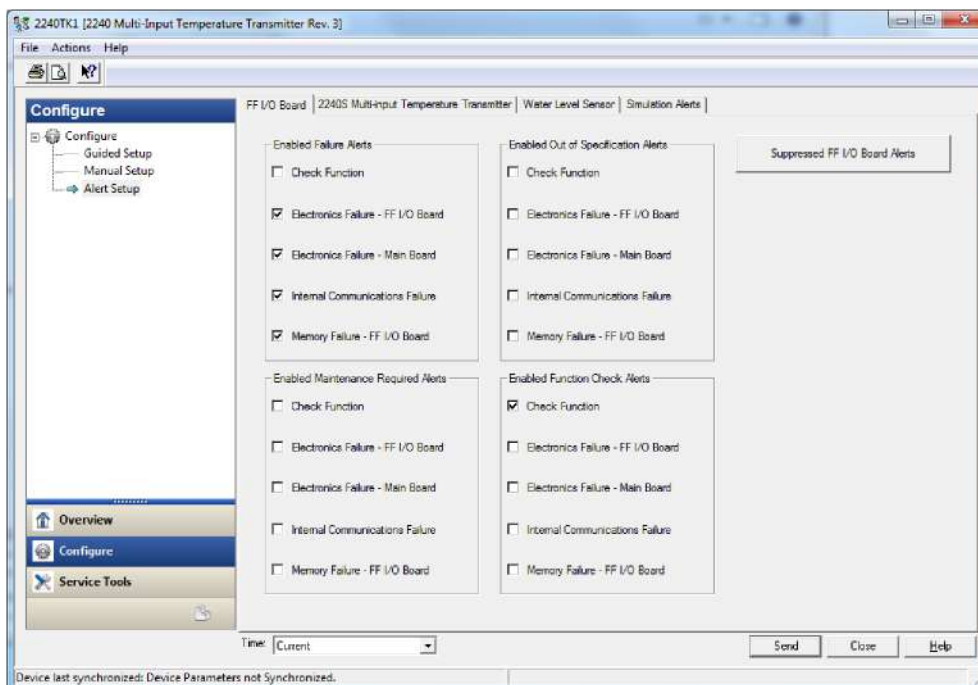 2240TK1 [2240 Multi-Input Temperature Transmitter Rev. 3]
File Actions Help
Configure
Configure
Guided Setup
Manual Setup
Alert Setup
Overview
Configure
Service Tools
FF I/O Board 2240S Multi-input Temperature Transmitter Water Level Sensor Simulation Alerts
Enabled Failure Alerts
Check Function
Electronics Failure - FF I/O Board
Electronics Failure - Main Board
Internal Communications Failure
Memory Failure - FF I/O Board
Enabled Out of Specification Alerts
Check Function
Electronics Failure - FF I/O Board
Electronics Failure - Main Board
Internal Communications Failure
Memory Failure - FF I/O Board
Suppressed FF I/O Board Alerts
Enabled Maintenance Required Alerts
Check Function
Electronics Failure - FF I/O Board
Electronics Failure - Main Board
Internal Communications Failure
Memory Failure - FF I/O Board
Enabled Function Check Alerts
Check Function
Electronics Failure - FF I/O Board
Electronics Failure - Main Board
Internal Communications Failure
Memory Failure - FF I/O Board
Time: Current
Send Close Help
Device last synchronized: Device Parameters not Synchronized.